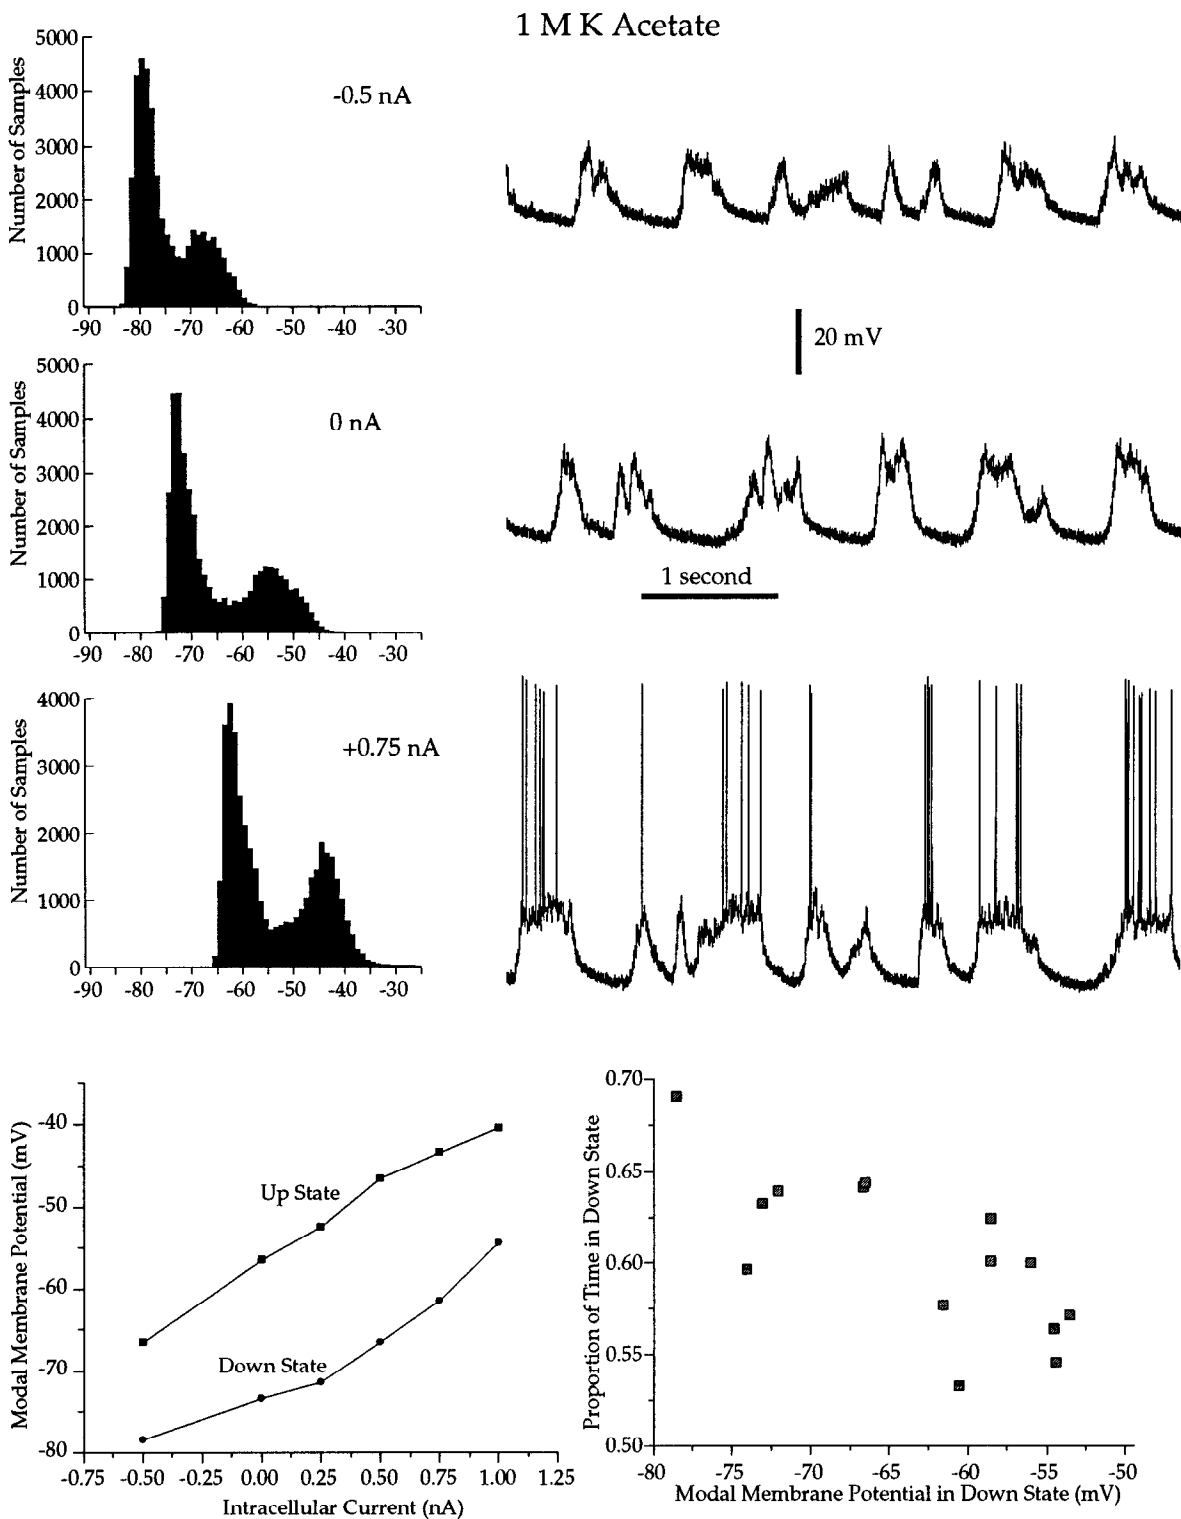 1 M K Acetate
Number of Samples
5000
4000
3000
2000
1000
0
-0.5 nA
-90 -80 -70 -60 -50 -40 -30
20 mV
Number of Samples
5000
4000
3000
2000
1000
0
0 nA
-90 -80 -70 -60 -50 -40 -30
1 second
Number of Samples
4000
3000
2000
1000
0
+0.75 nA
-90 -80 -70 -60 -50 -40 -30
Modal Membrane Potential (mV)
-40
-50
-60
-70
-80
Up State
Down State
-0.75 -0.50 -0.25 0.00 0.25 0.50 0.75 1.00 1.25
Intracellular Current (nA)
Proportion of Time in Down State
0.70
0.65
0.60
0.55
0.50
-80 -75 -70 -65 -60 -55 -50
Modal Membrane Potential in Down State (mV)